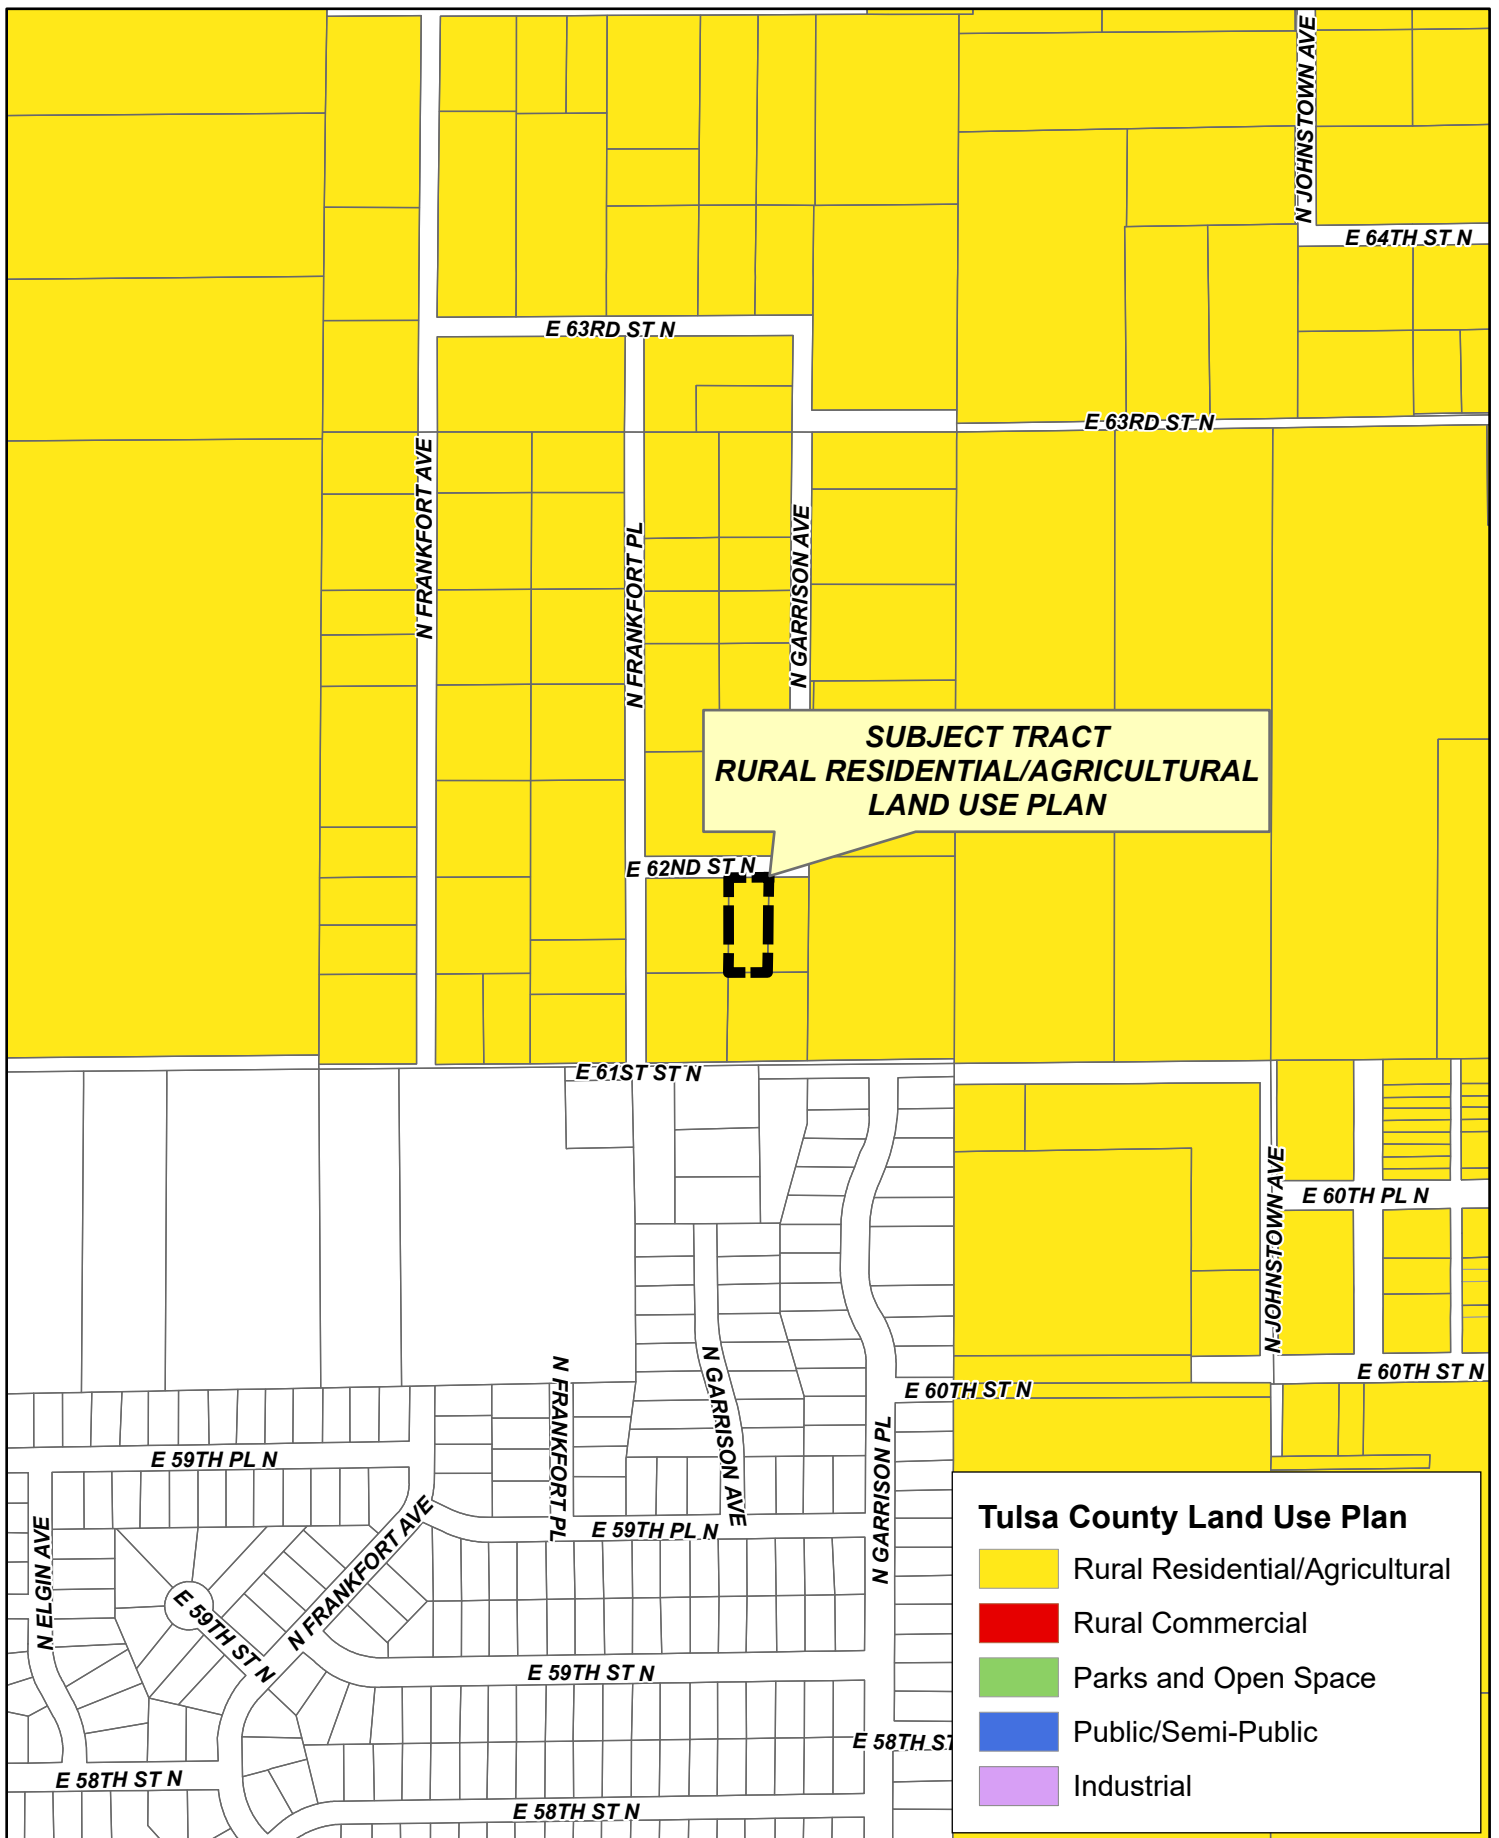 N JOHNSTOWN AVE
E 64TH ST N
E 63RD ST N
E 63RD ST N
N FRANKFORT AVE
N FRANKFORT PL
N GARRISON AVE
SUBJECT TRACT
RURAL RESIDENTIAL/AGRICULTURAL
LAND USE PLAN
E 62ND ST N
E 61ST ST N
N JOHNSTOWN AVE
E 60TH PL N
E 60TH ST N
E 60TH ST N
N FRANKFORT PL
N GARRISON AVE
N GARRISON PL
E 59TH PL N
E 59TH PL N
N ELGIN AVE
N FRANKFORT AVE
E 59TH ST N
E 59TH ST N
E 58TH ST
E 58TH ST N
E 58TH ST N
Tulsa County Land Use Plan
Rural Residential/Agricultural
Rural Commercial
Parks and Open Space
Public/Semi-Public
Industrial